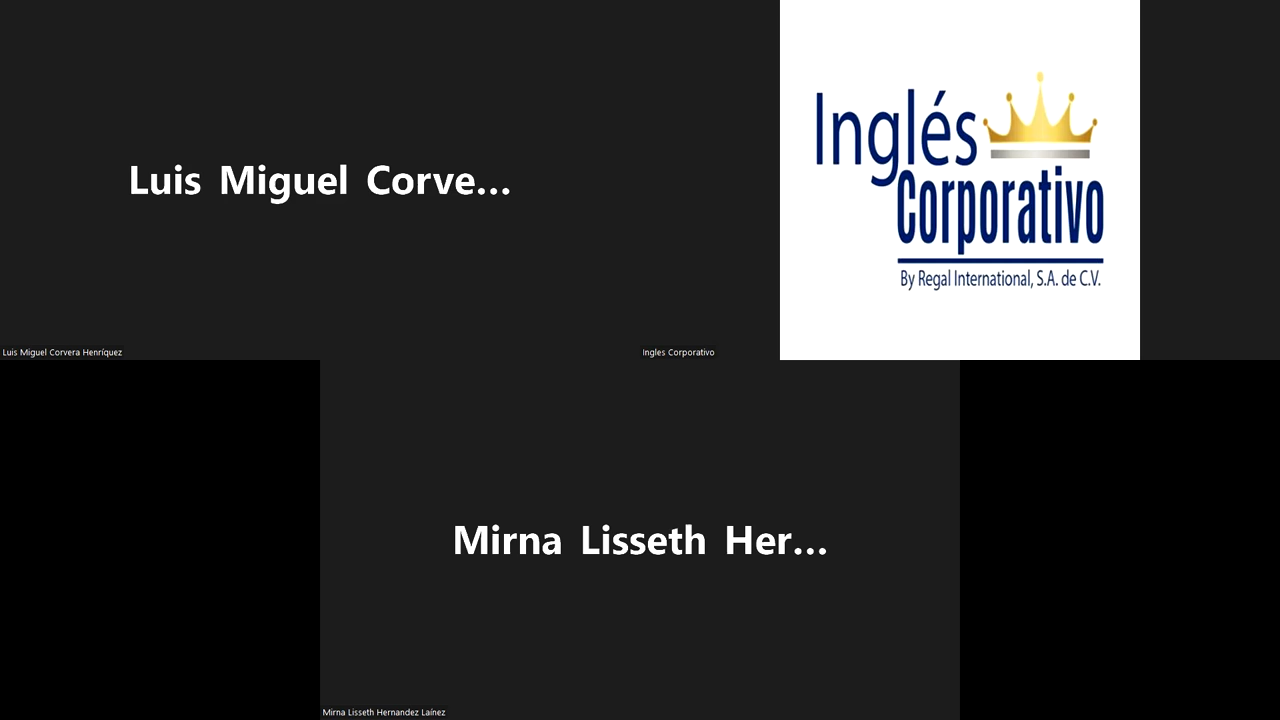 Luis Miguel Corve...
Luis Miguel Corvera Henríquez
Inglés
Corporativo
By Regal International, S.A. de C.V.
Ingles Corporativo
Mirna Lisseth Her...
Mirna Lisseth Hernandez Laínez